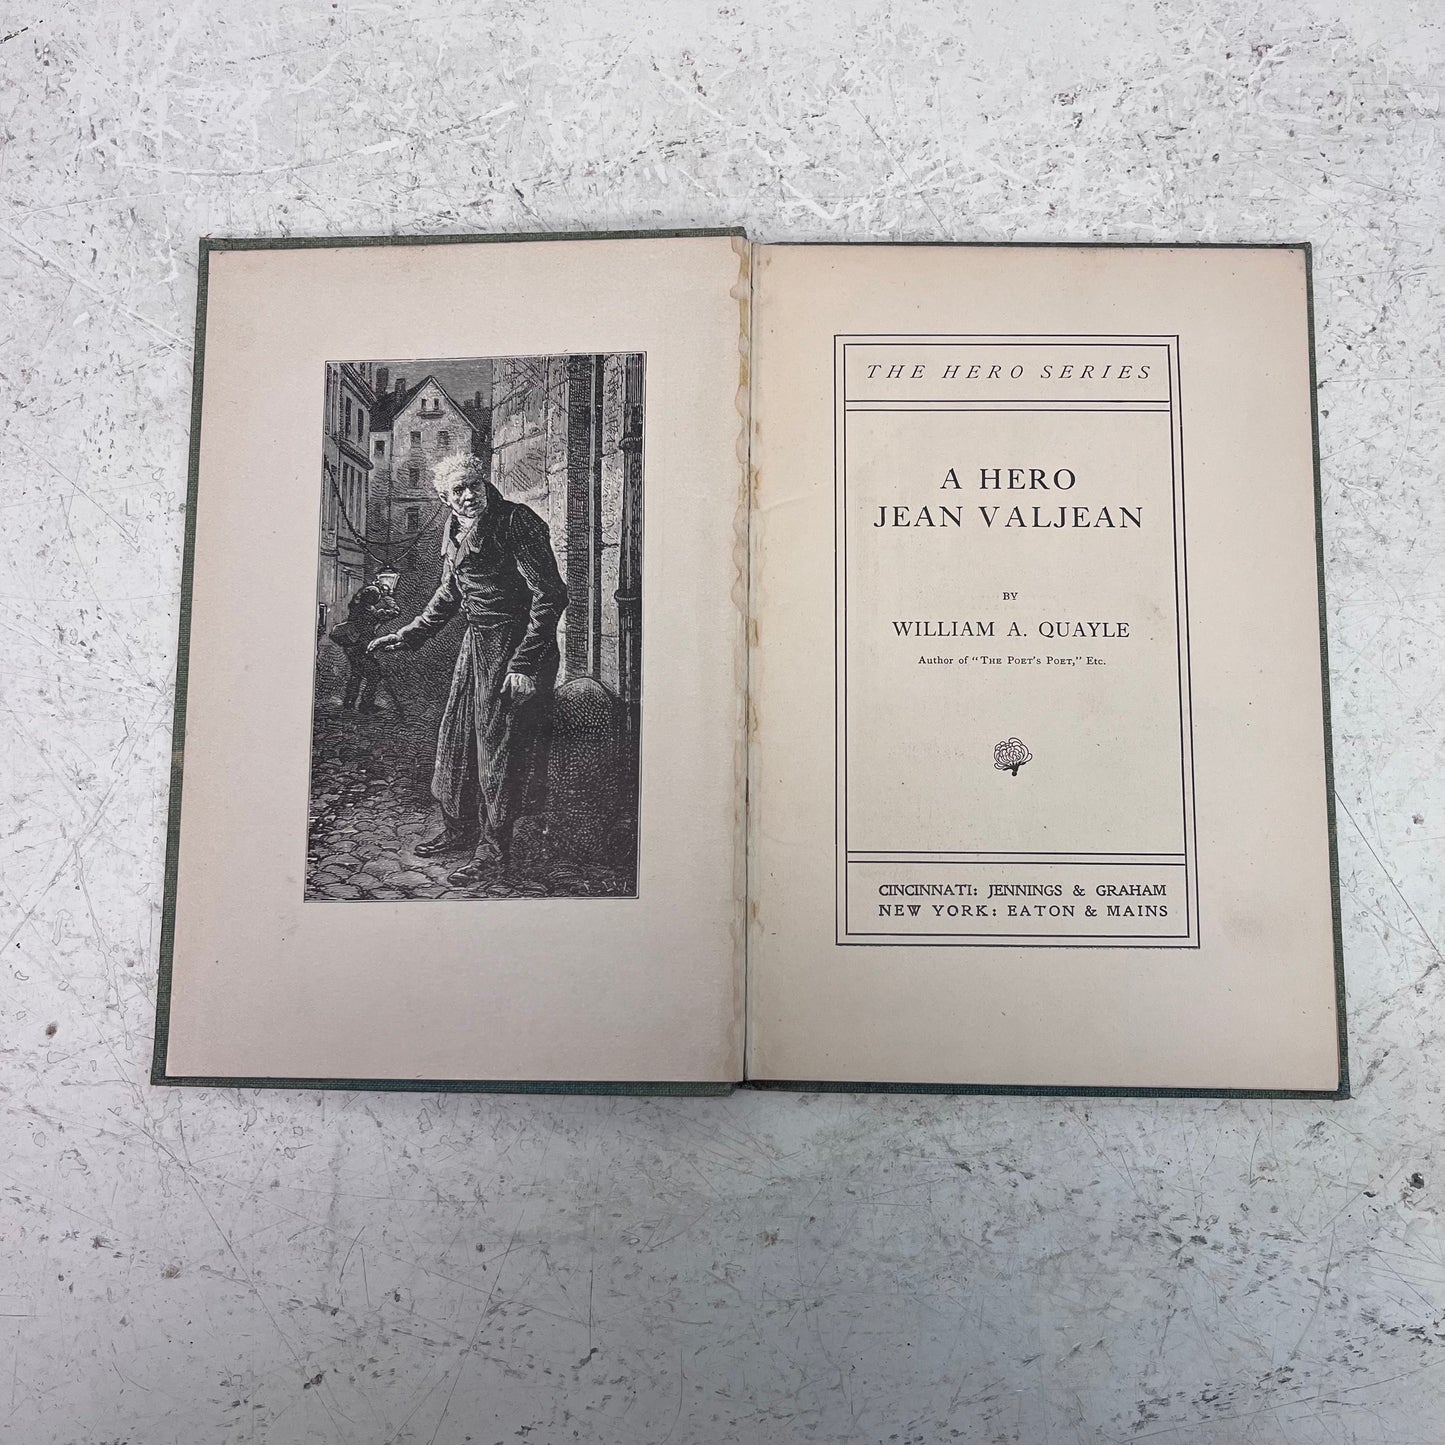 THE HERO SERIES
A HERO
JEAN VALJEAN
BY
WILLIAM A. QUAYLE
Author of "The Poet's Poet," Etc.
CINCINNATI: JENNINGS & GRAHAM
NEW YORK: EATON & MAINS